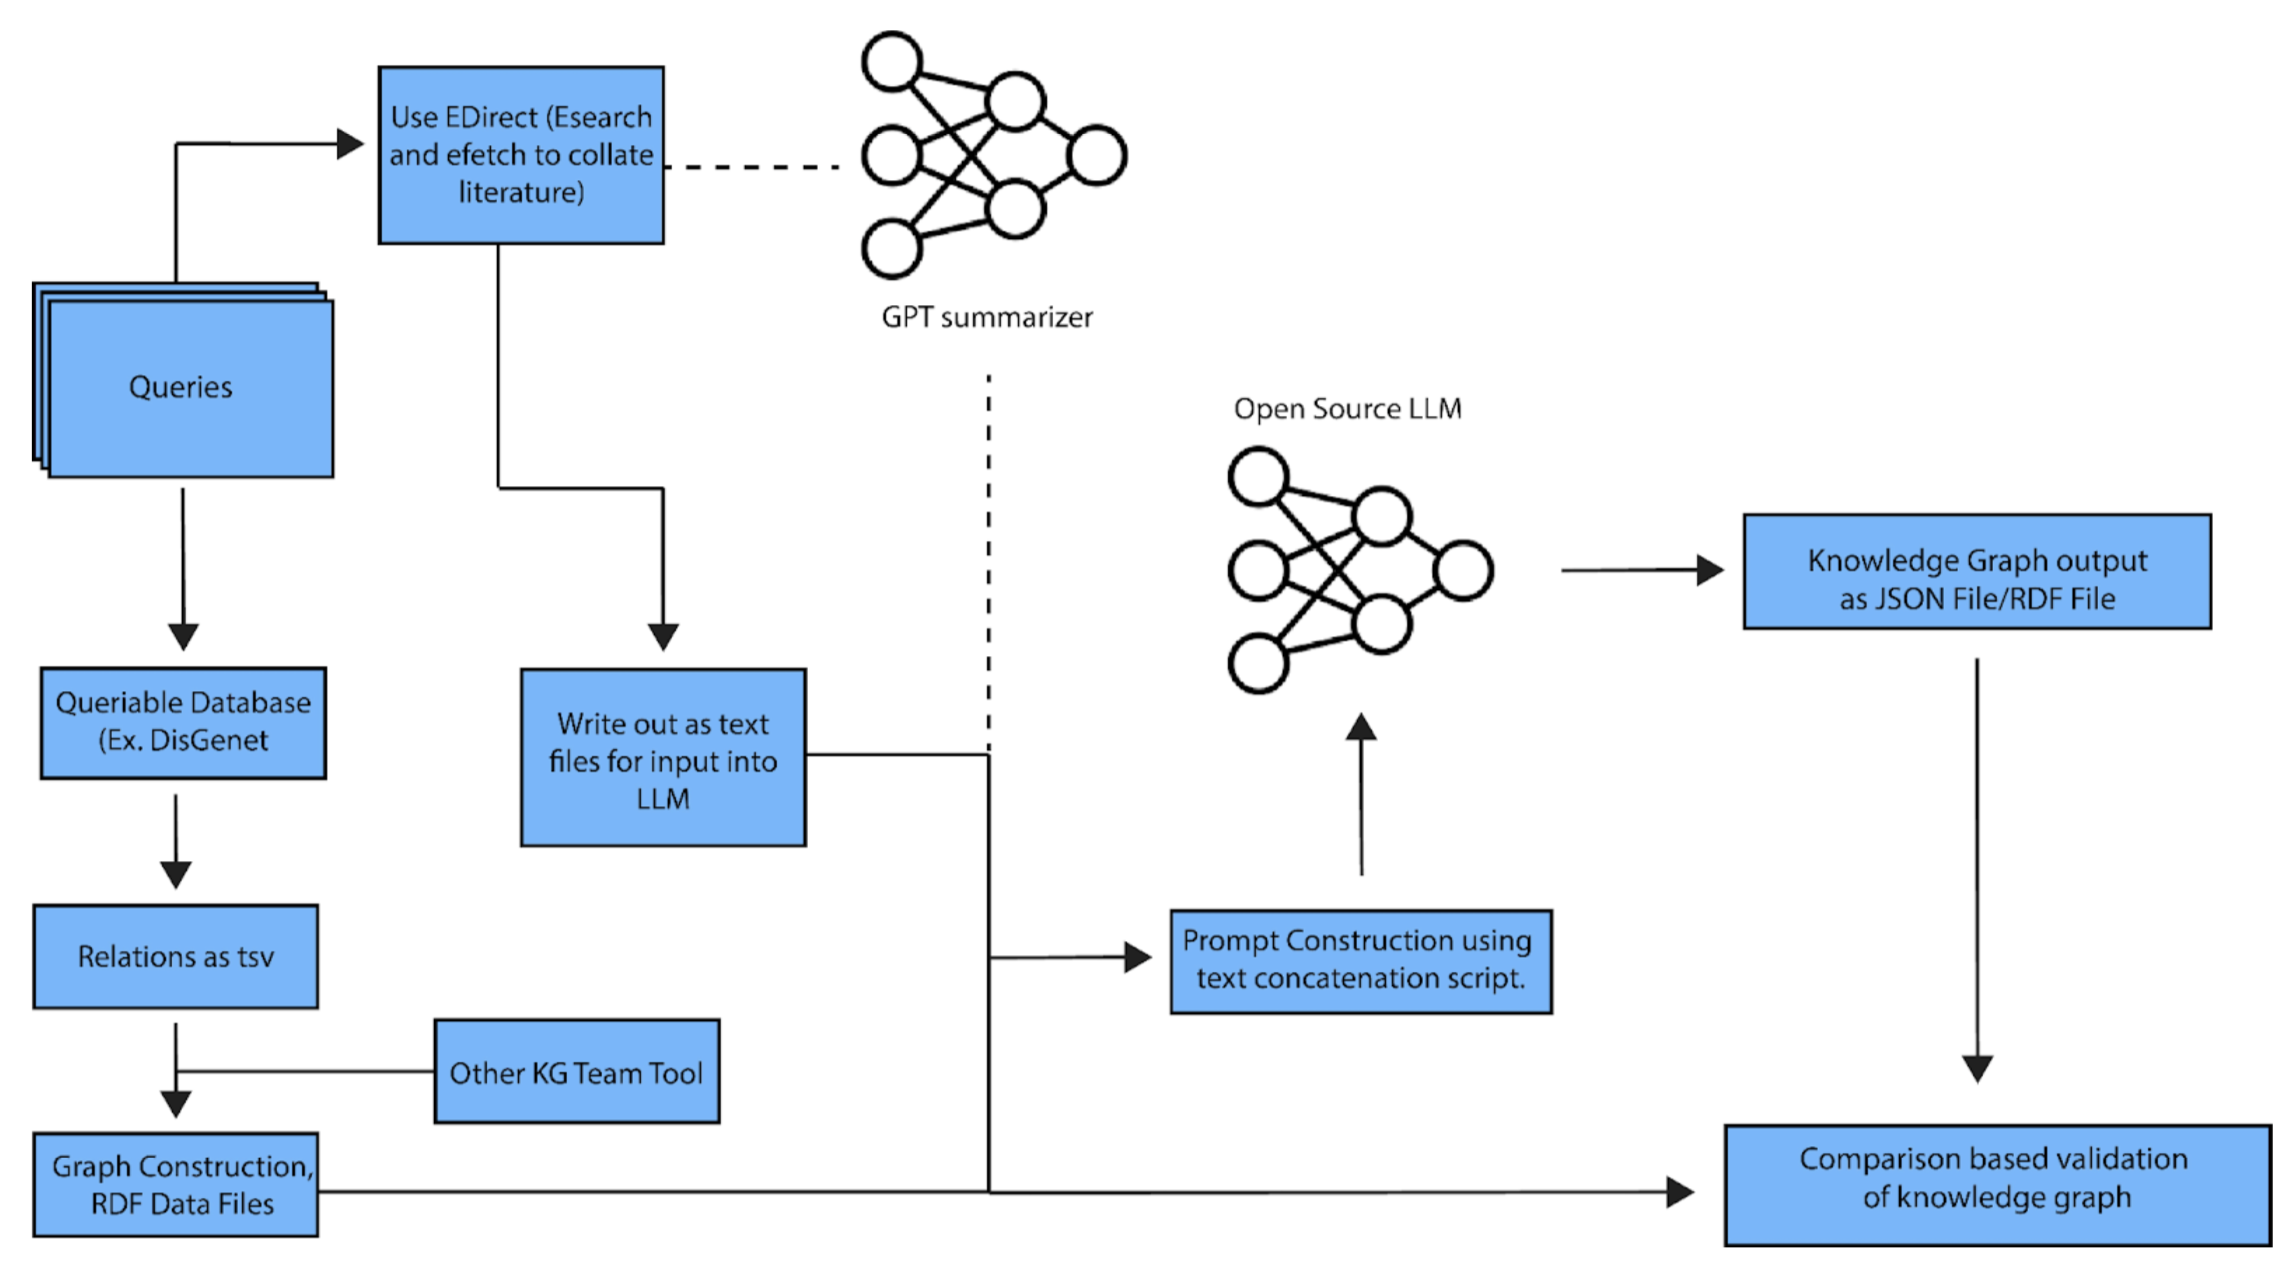 Use EDirect (Esearch
and efetch to collate
literature)
GPT summarizer
Queries
Open Source LLM
Knowledge Graph output
as JSON File/RDF File
Queriable Database
(Ex. DisGenet
Write out as text
files for input into
LLM
Relations as tsv
Prompt Construction using
text concatenation script.
Other KG Team Tool
Graph Construction,
RDF Data Files
Comparison based validation
of knowledge graph